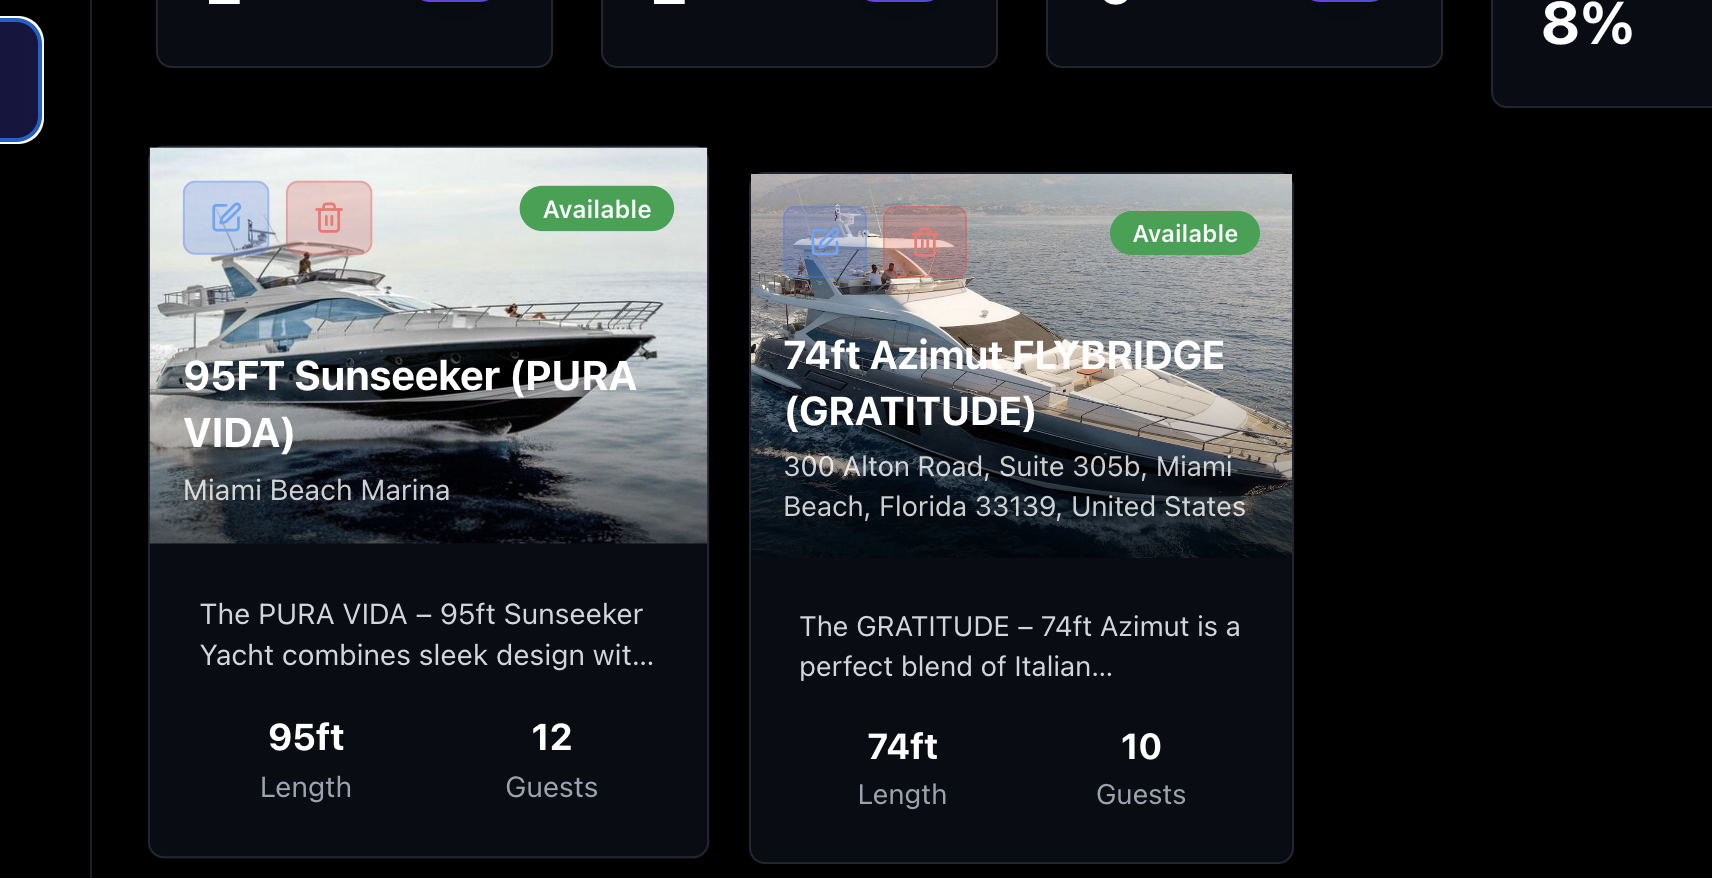 8%
Available
95FT Sunseeker (PURA
VIDA)
Miami Beach Marina
The PURA VIDA – 95ft Sunseeker
Yacht combines sleek design wit...
95ft
12
Length
Guests
Available
74ft Azimut FLYBRIDGE
(GRATITUDE)
300 Alton Road, Suite 305b, Miami
Beach, Florida 33139, United States
The GRATITUDE – 74ft Azimut is a
perfect blend of Italian...
74ft
10
Length
Guests